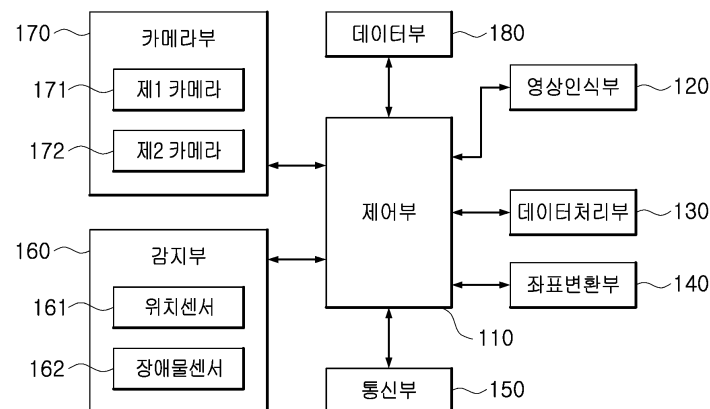 170
카메라부
171
제1 카메라
172
제2 카메라
데이터부
180
영상인식부
120
제어부
110
데이터처리부
130
좌표변환부
140
160
감지부
161
위치센서
162
장애물센서
통신부
150